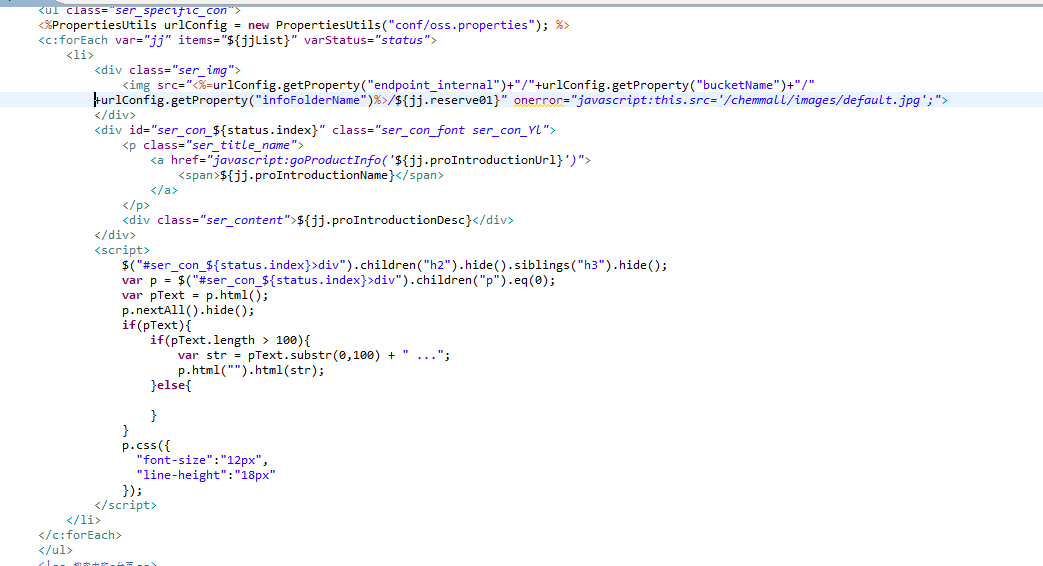 <ul class="ser_specific_con">
<%PropertiesUtils urlConfig = new PropertiesUtils("conf/oss.properties"); %>
<c:forEach var="jj" items="${jjList}" varStatus="status">
<li>
<div class="ser_img">
<img src="<%=urlConfig.getProperty("endpoint_internal")+"/"+urlConfig.getProperty("bucketName")+"/"
+urlConfig.getProperty("infoFolderName")%>/${jj.reserve01}" onerror="javascript:this.src='/chemmall/images/default.jpg';">
</div>
<div id="ser_con_${status.index}" class="ser_con_font ser_con_Yl">
<p class="ser_title_name">
<a href="javascript:goProductInfo('${jj.proIntroductionUrl}')">
<span>${jj.proIntroductionName}</span>
</a>
</p>
<div class="ser_content">${jj.proIntroductionDesc}</div>
</div>
<script>
$("#ser_con_${status.index}>div").children("h2").hide().siblings("h3").hide();
var p = $("#ser_con_${status.index}>div").children("p").eq(0);
var pText = p.html();
p.nextAll().hide();
if(pText){
if(pText.length > 100){
var str = pText.substr(0,100) + " ...";
p.html("").html(str);
}else{
}
}
p.css({
"font-size":"12px",
"line-height":"18px"
});
</script>
</li>
</c:forEach>
</ul>